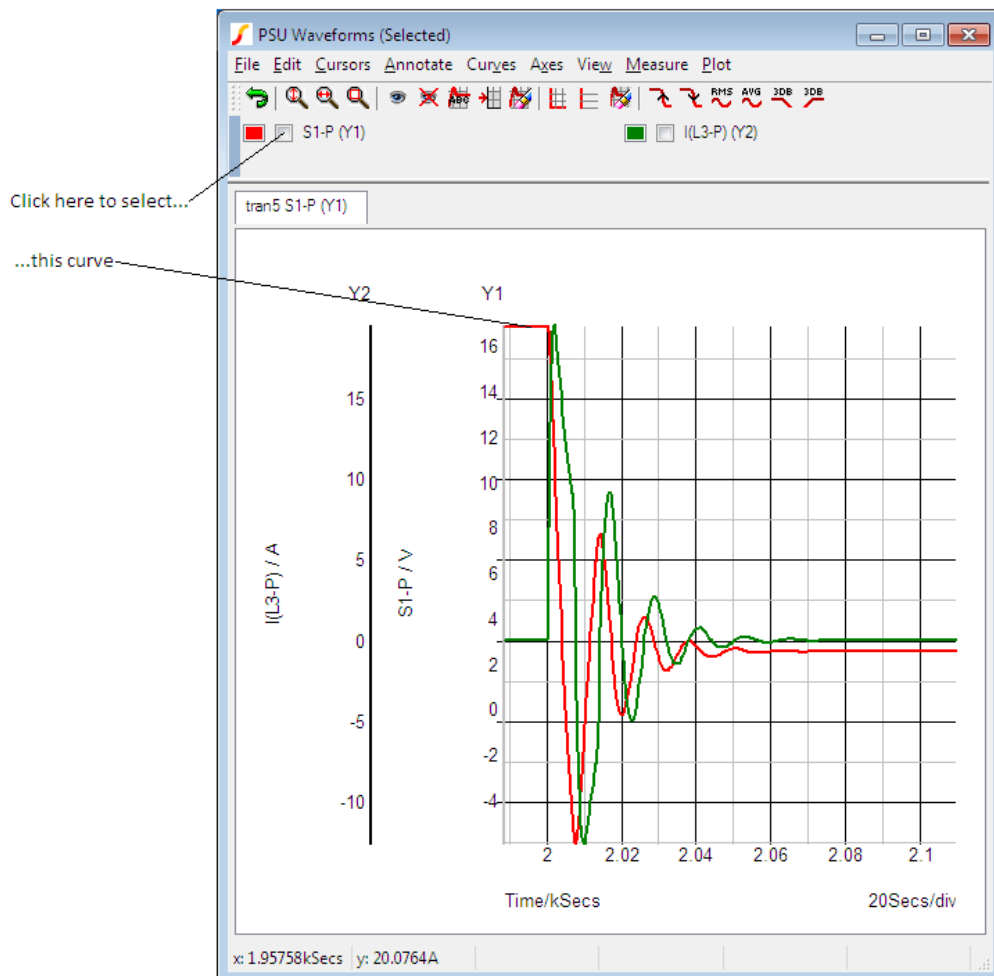 PSU Waveforms (Selected)
File Edit Cursors Annotate Curves Axes View Measure Plot
ABC RMS AVG 3DB 3DB
S1-P (Y1) I(L3-P) (Y2)
Click here to select...
tran5 S1-P (Y1)
...this curve
Y2 Y1
16
15 14
12
10 10
8
5 6
4
0
2
0
-5
-2
-10 -4
I(L3-P) / A
S1-P / V
2 2.02 2.04 2.06 2.08 2.1
Time/kSecs 20Secs/div
x: 1.95758kSecs y: 20.0764A